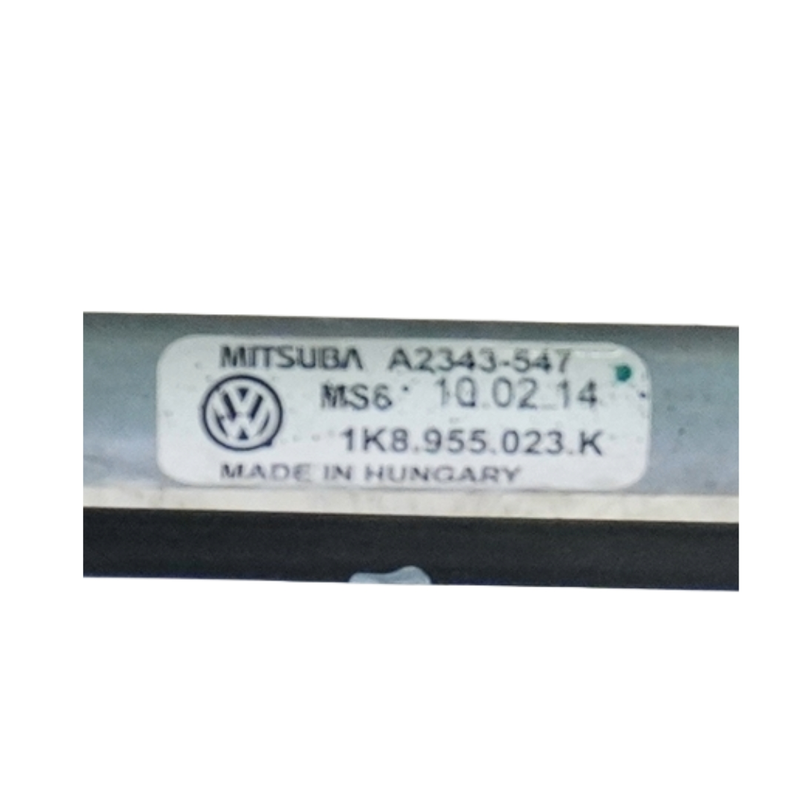 MITSUBA A2343-547
MS6 10.02.14
1K8.955.023.K
MADE IN HUNGARY